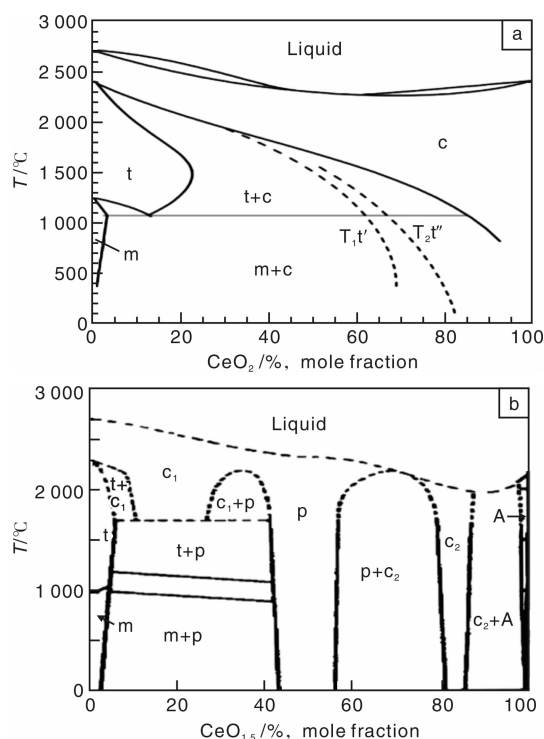 a
3 000
Liquid
2 500
2 000
c
T/℃
1 500
t
t+c
1 000
T₁t′
T₂t″
m
500
m+c
0
0 20 40 60 80 100
CeO₂/%, mole fraction
b
3 000
Liquid
c₁
t+
c₁
2 000
c₁+p
p
A
T/℃
t
t+p
c₂
p+c₂
1 000
m
c₂+A
m+p
0
0 20 40 60 80 100
CeO₁.₅/%, mole fraction